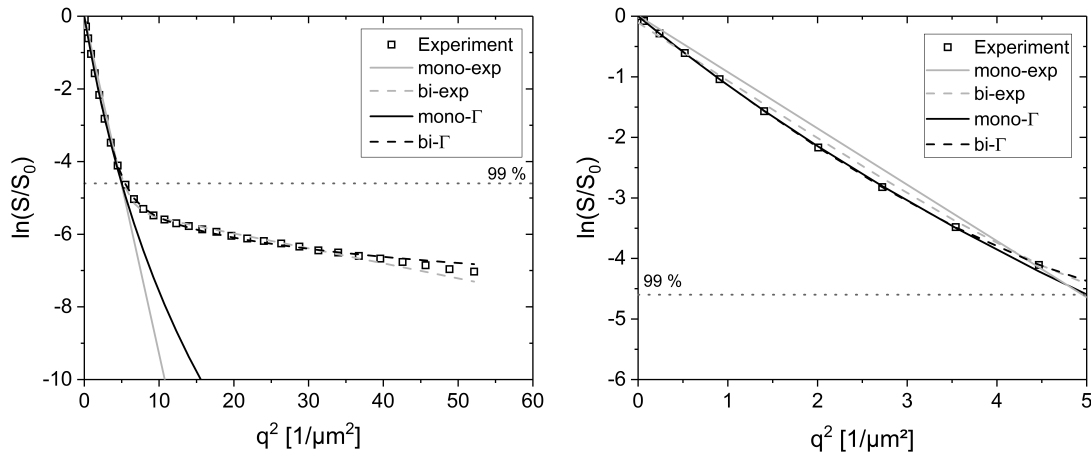 0
-2
-4
-6
-8
-10
ln(S/S₀)
0 10 20 30 40 50 60
q² [1/μm²]
Experiment
mono-exp
bi-exp
mono-Γ
bi-Γ
99 %
0
-1
-2
-3
-4
-5
-6
ln(S/S₀)
0 1 2 3 4 5
q² [1/μm²]
Experiment
mono-exp
bi-exp
mono-Γ
bi-Γ
99 %